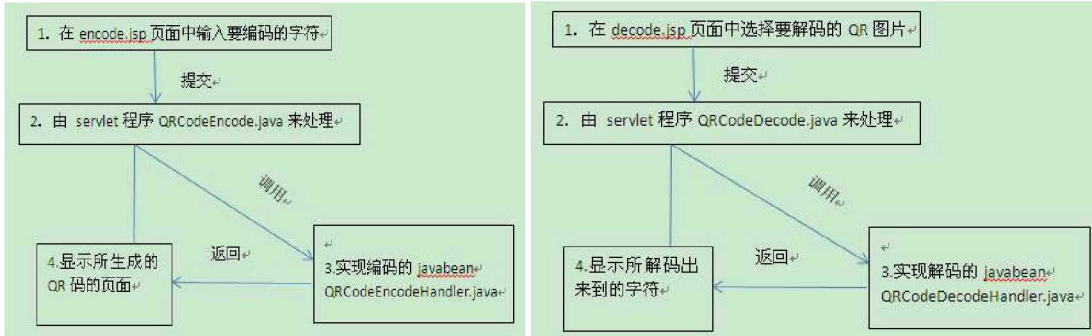 1. 在 encode.jsp 页面中输入要编码的字符
提交
2. 由 servlet 程序 QRCodeEncode.java 来处理
调用
返回
4.显示所生成的
QR 码的页面
3.实现编码的 javabean
QRCodeEncodeHandler.java
1. 在 decode.jsp 页面中选择要解码的 QR 图片
提交
2. 由 servlet 程序 QRCodeDecode.java 来处理
调用
返回
4.显示所解码出
来到的字符
3.实现解码的 javabean
QRCodeDecodeHandler.java